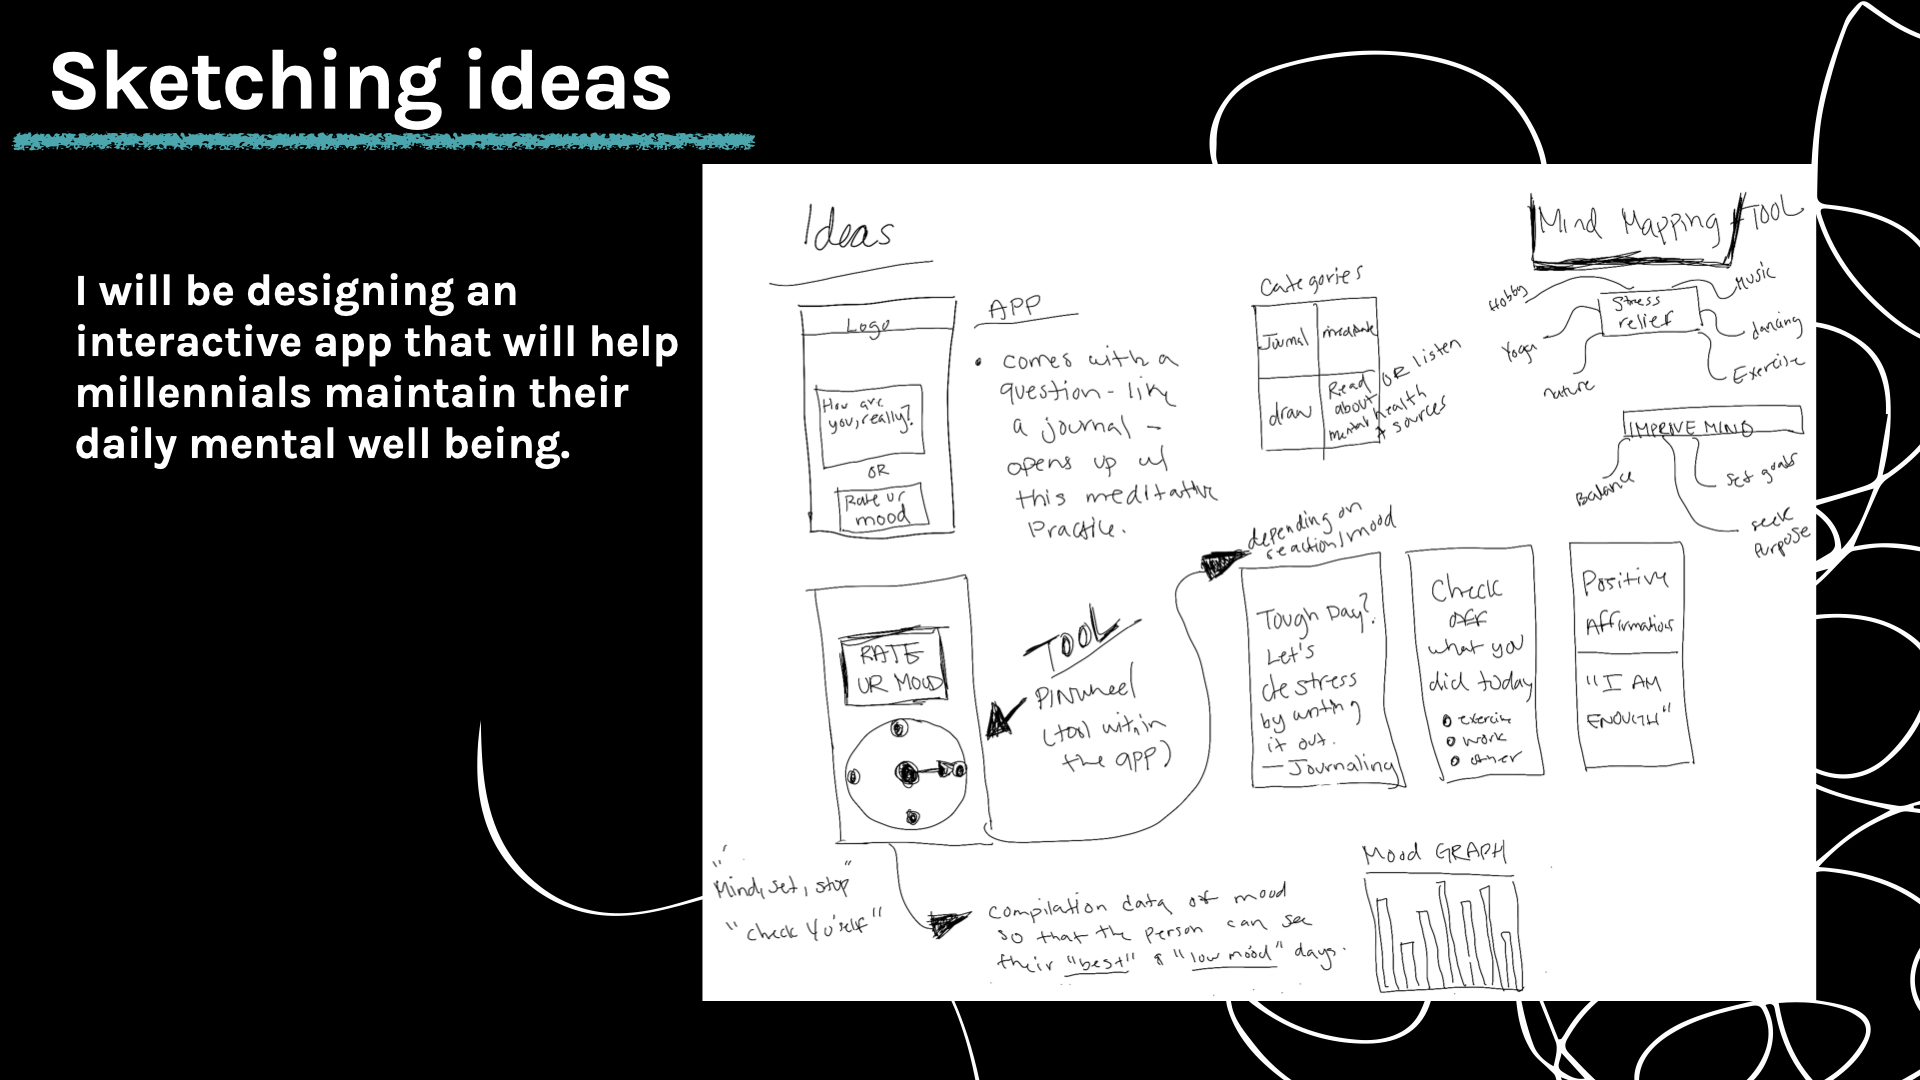 Sketching ideas
I will be designing an
interactive app that will help
millennials maintain their
daily mental well being.
Ideas
Logo
How are
you, really?
OR
Rate ur
mood
APP
• comes with a
question - like
a journal -
opens up w/
this meditative
Practice.
Categories
Journal
meditate
draw
Read
about
mental health
+ sources
OR listen
Mind Mapping TOOL
Stress
relief
Hobby
Yoga
nature
Music
dancing
Exercise
IMPROVE MIND
Balance
set goals
seek
Purpose
RATE
UR MOOD
TOOL
Pinwheel
(tool within
the app)
depending on
reaction/mood
Tough Day?
Let's
de stress
by writing
it out.
— Journaling
Check
off
what you
did today
exercise
work
other
Positive
Affirmations
"I AM
ENOUGH"
"Mind, set, stop"
"Check Yo'self"
compilation data of mood
so that the person can see
their "best" & "low mood" days.
Mood GRAPH